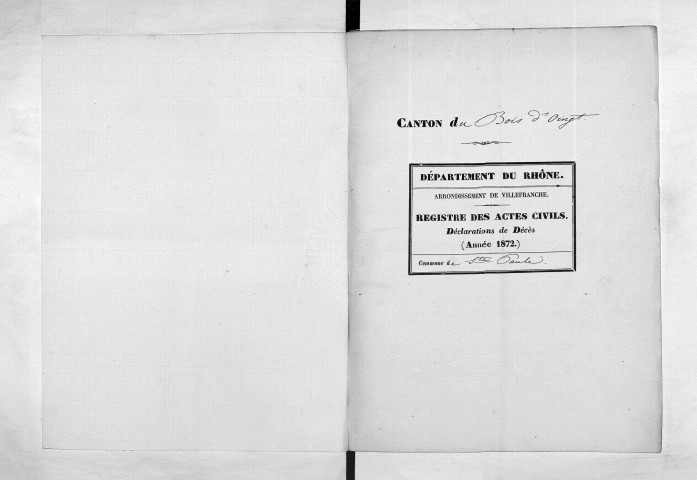 CANTON du Bois d'Oingt.
DÉPARTEMENT DU RHÔNE.
ARRONDISSEMENT DE VILLEFRANCHE.
REGISTRE DES ACTES CIVILS.
Déclarations de Décès
(Année 1872.)
Commune de Ste Paule.